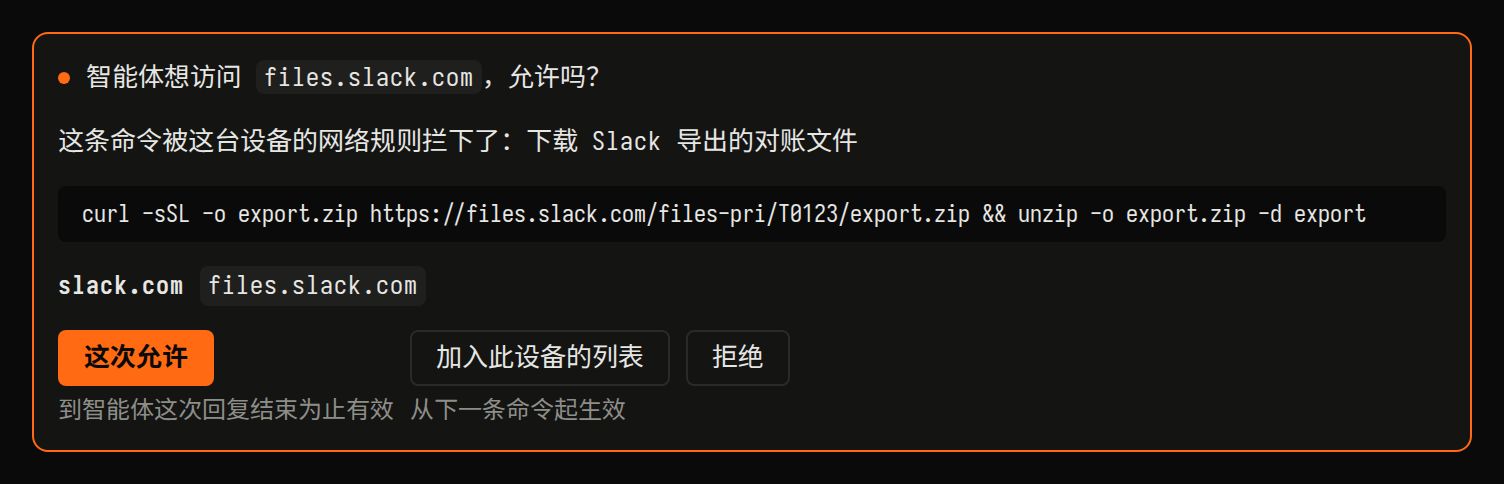 智能体想访问 files.slack.com，允许吗？
这条命令被这台设备的网络规则拦下了：下载 Slack 导出的对账文件
curl -sSL -o export.zip https://files.slack.com/files-pri/T0123/export.zip && unzip -o export.zip -d export
slack.com files.slack.com
这次允许 加入此设备的列表 拒绝
到智能体这次回复结束为止有效 从下一条命令起生效